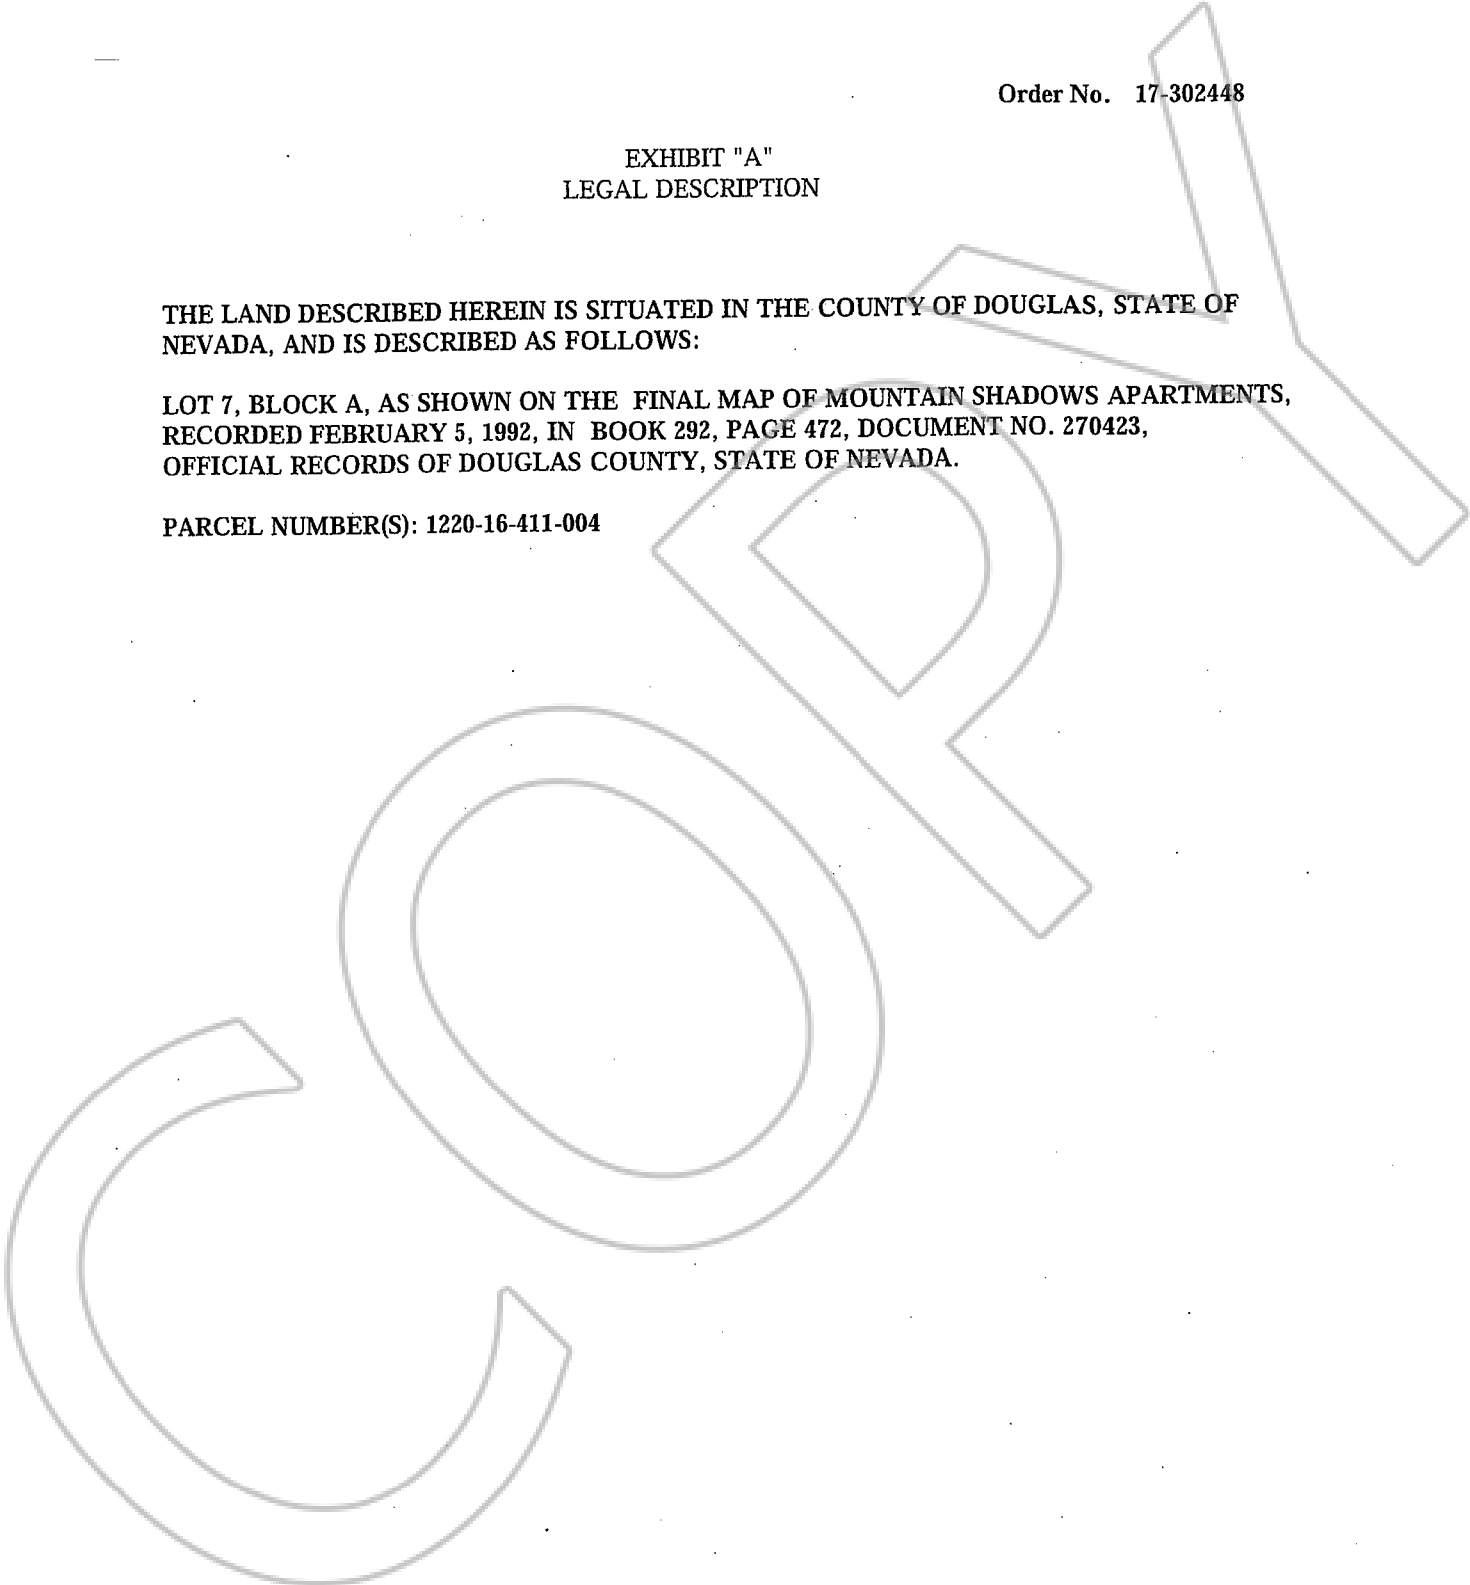 Order No. 17-302448
EXHIBIT "A"
LEGAL DESCRIPTION
THE LAND DESCRIBED HEREIN IS SITUATED IN THE COUNTY OF DOUGLAS, STATE OF
NEVADA, AND IS DESCRIBED AS FOLLOWS:
LOT 7, BLOCK A, AS SHOWN ON THE FINAL MAP OF MOUNTAIN SHADOWS APARTMENTS,
RECORDED FEBRUARY 5, 1992, IN BOOK 292, PAGE 472, DOCUMENT NO. 270423,
OFFICIAL RECORDS OF DOUGLAS COUNTY, STATE OF NEVADA.
PARCEL NUMBER(S): 1220-16-411-004
COPY